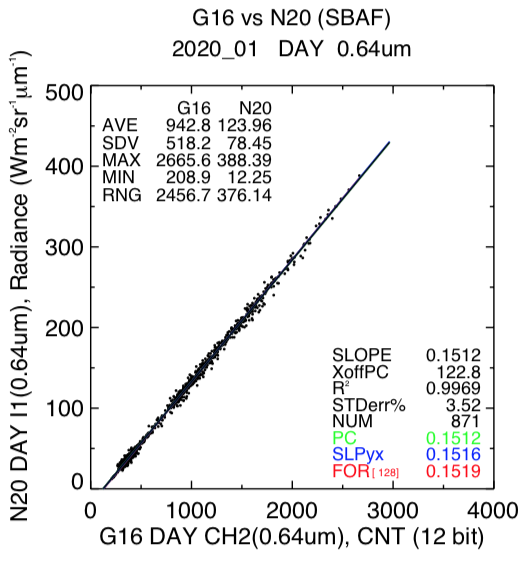 G16 vs N20 (SBAF)
2020_01 DAY 0.64um
N20 DAY I1(0.64um), Radiance (Wm⁻²sr⁻¹μm⁻¹)
500
400
300
200
100
0
G16 N20
AVE 942.8 123.96
SDV 518.2 78.45
MAX 2665.6 388.39
MIN 208.9 12.25
RNG 2456.7 376.14
SLOPE 0.1512
XoffPC 122.8
R² 0.9969
STDerr% 3.52
NUM 871
PC 0.1512
SLPyx 0.1516
FOR[ 128] 0.1519
0 1000 2000 3000 4000
G16 DAY CH2(0.64um), CNT (12 bit)